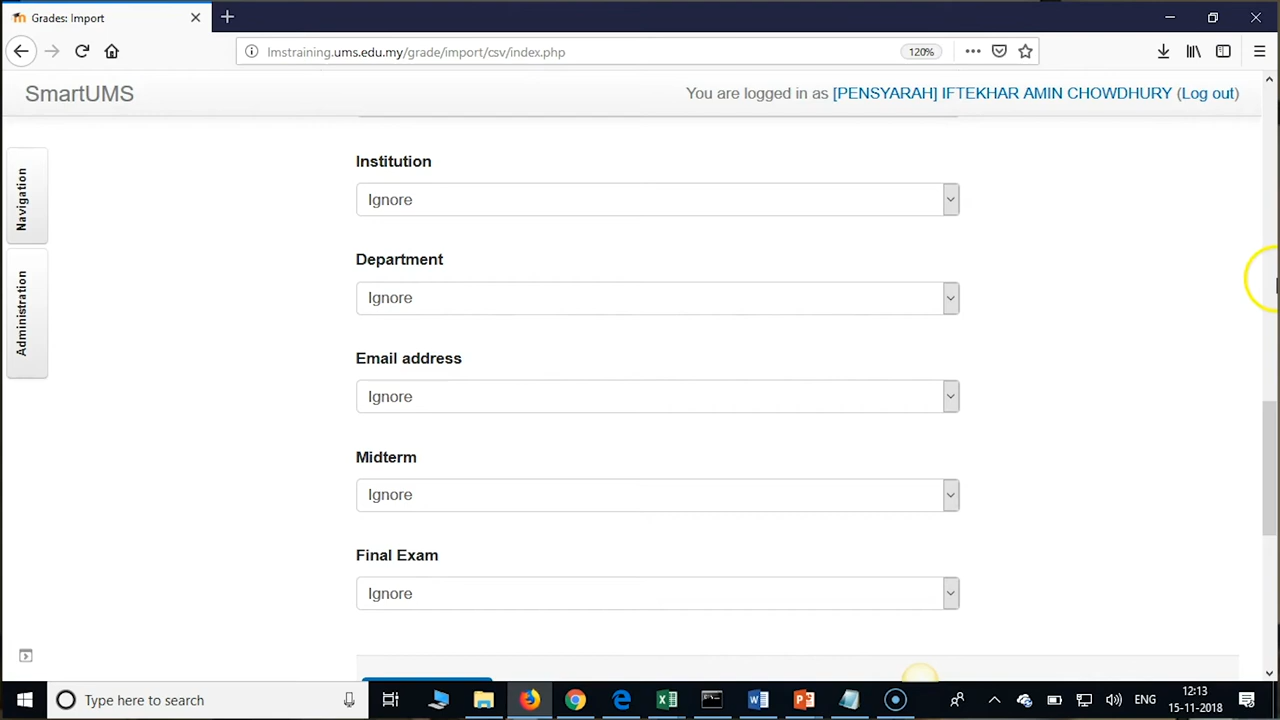 Grades: Import
lmstraining.ums.edu.my/grade/import/csv/index.php
120%
SmartUMS
You are logged in as [PENSYARAH] IFTEKHAR AMIN CHOWDHURY (Log out)
Navigation
Administration
Institution
Ignore
Department
Ignore
Email address
Ignore
Midterm
Ignore
Final Exam
Ignore
Type here to search
ENG
12:13
15-11-2018